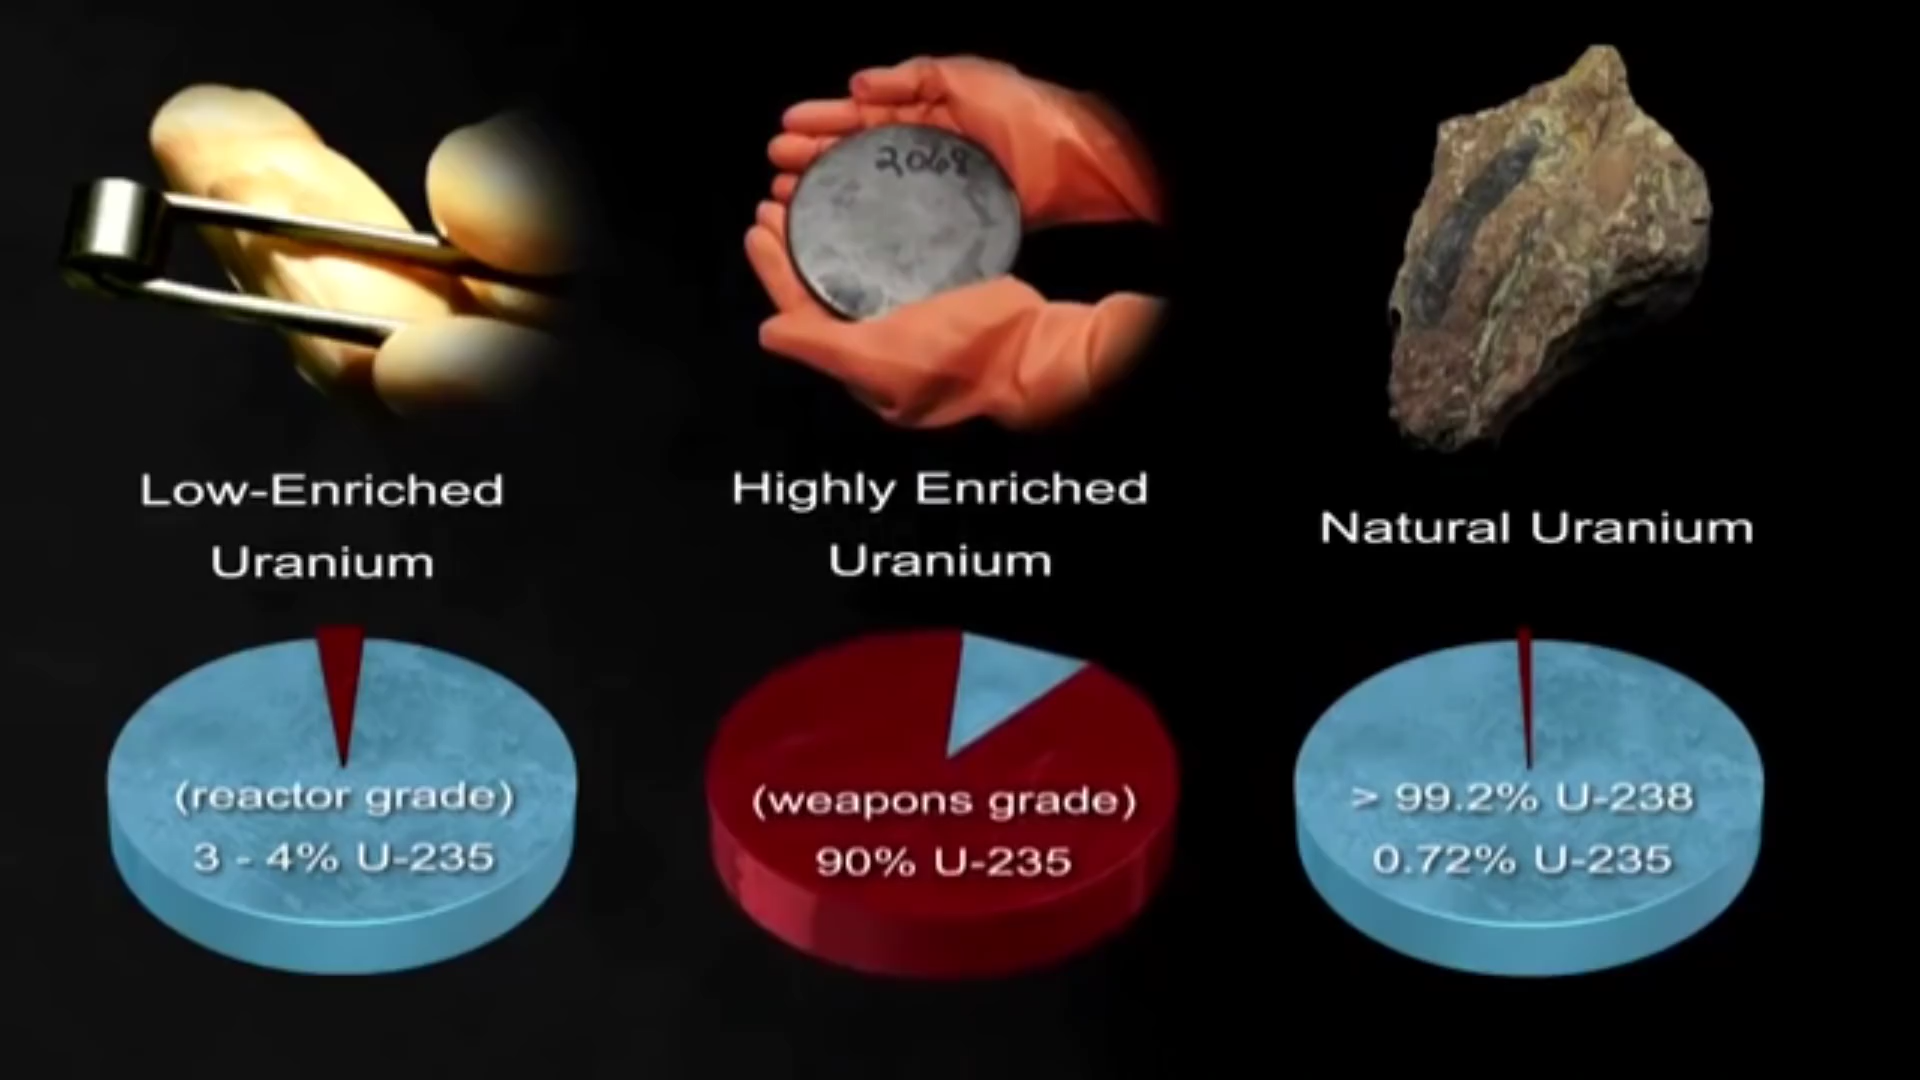 2068
Low-Enriched
Uranium
(reactor grade)
3 - 4% U-235
Highly Enriched
Uranium
(weapons grade)
90% U-235
Natural Uranium
> 99.2% U-238
0.72% U-235